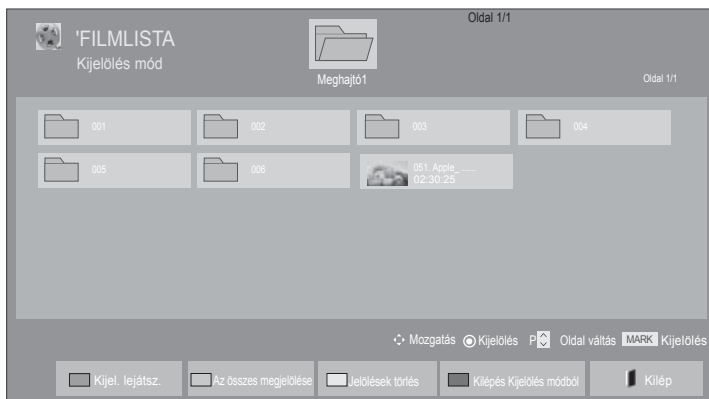 Oldal 1/1
'FILMLISTA
Kijelölés mód
Meghajtó1
Oldal 1/1
001
002
003
004
005
006
051. Apple_ ......
02:30:25
Mozgatás Kijelölés P Oldal váltás MARK Kijelölés
Kijel. lejátsz.
Az összes megjelölése
Jelölések törlés
Kilépés Kijelölés módból
Kilép